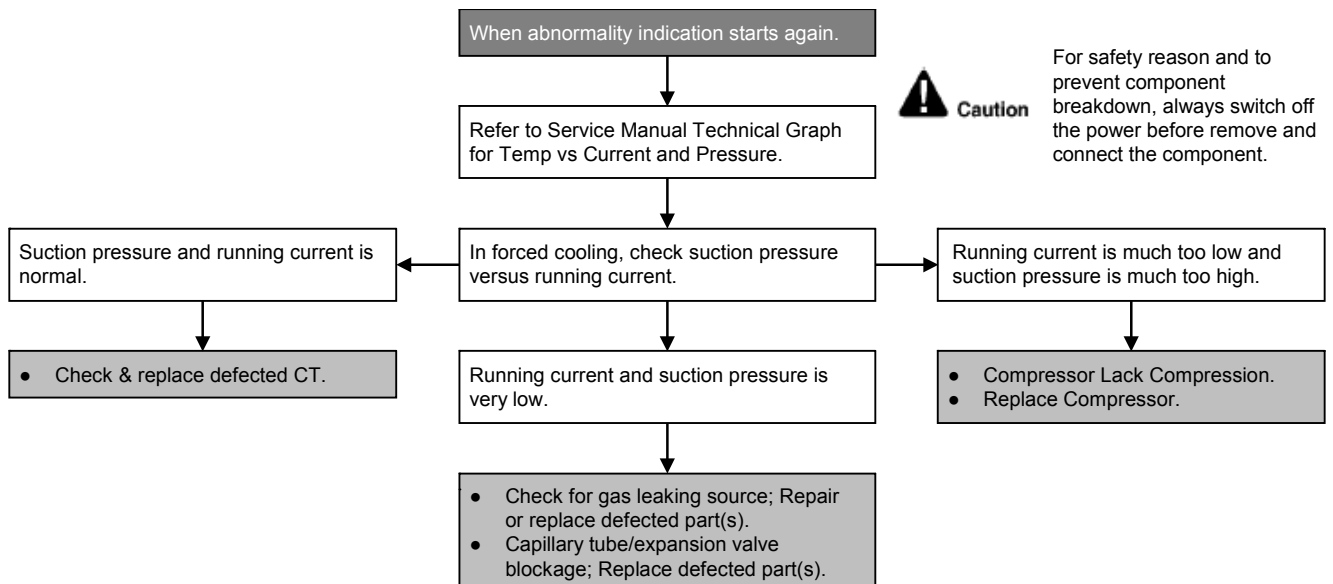 When abnormality indication starts again.
Caution
For safety reason and to
prevent component
breakdown, always switch off
the power before remove and
connect the component.
Refer to Service Manual Technical Graph
for Temp vs Current and Pressure.
Suction pressure and running current is
normal.
In forced cooling, check suction pressure
versus running current.
Running current is much too low and
suction pressure is much too high.
● Check & replace defected CT.
Running current and suction pressure is
very low.
● Compressor Lack Compression.
● Replace Compressor.
● Check for gas leaking source; Repair
or replace defected part(s).
● Capillary tube/expansion valve
blockage; Replace defected part(s).